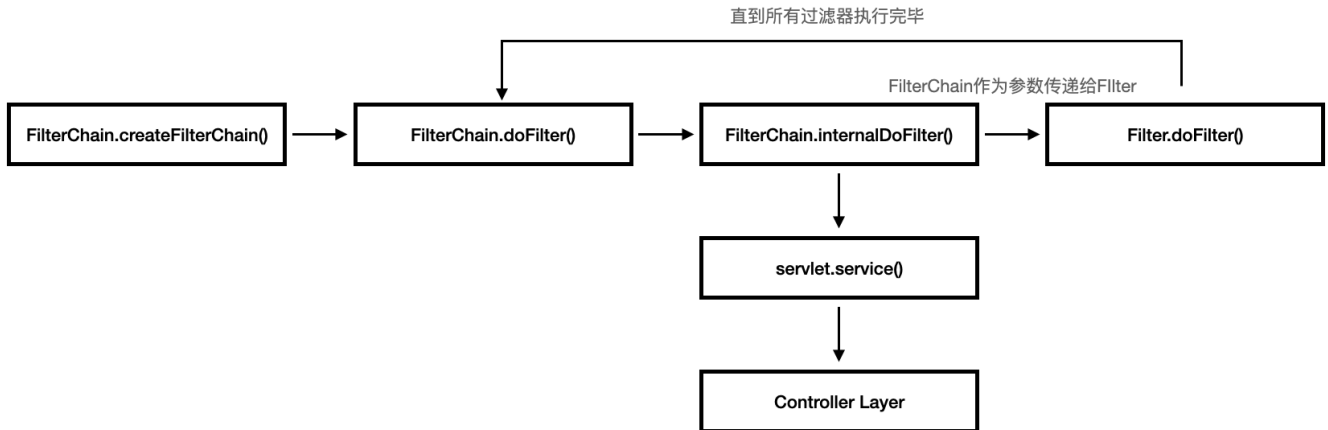 直到所有过滤器执行完毕
FilterChain作为参数传递给FIlter
FilterChain.createFilterChain()
FilterChain.doFilter()
FilterChain.internalDoFilter()
Filter.doFilter()
servlet.service()
Controller Layer